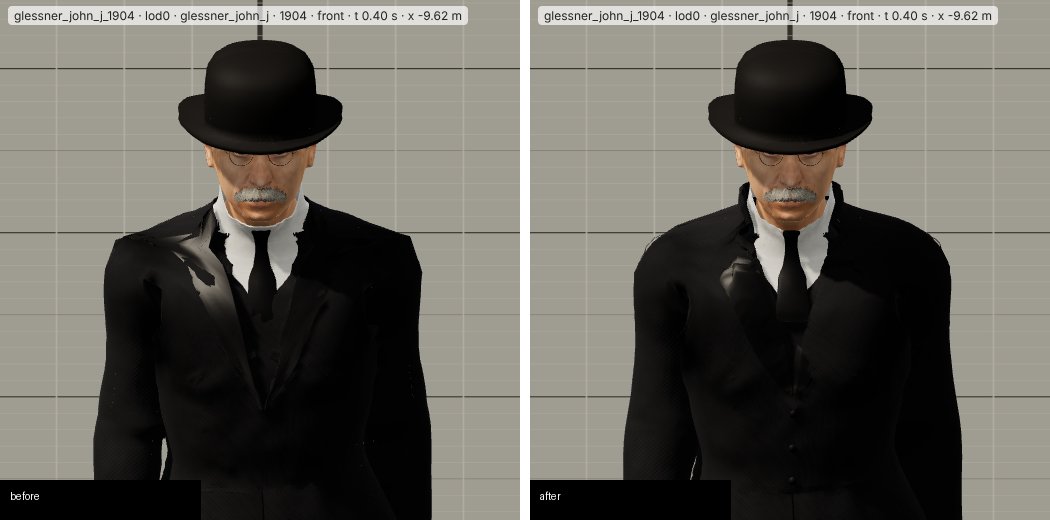 glessner_john_j_1904 · lod0 · glessner_john_j · 1904 · front · t 0.40 s · x -9.62 m
glessner_john_j_1904 · lod0 · glessner_john_j · 1904 · front · t 0.40 s · x -9.62 m
before
after